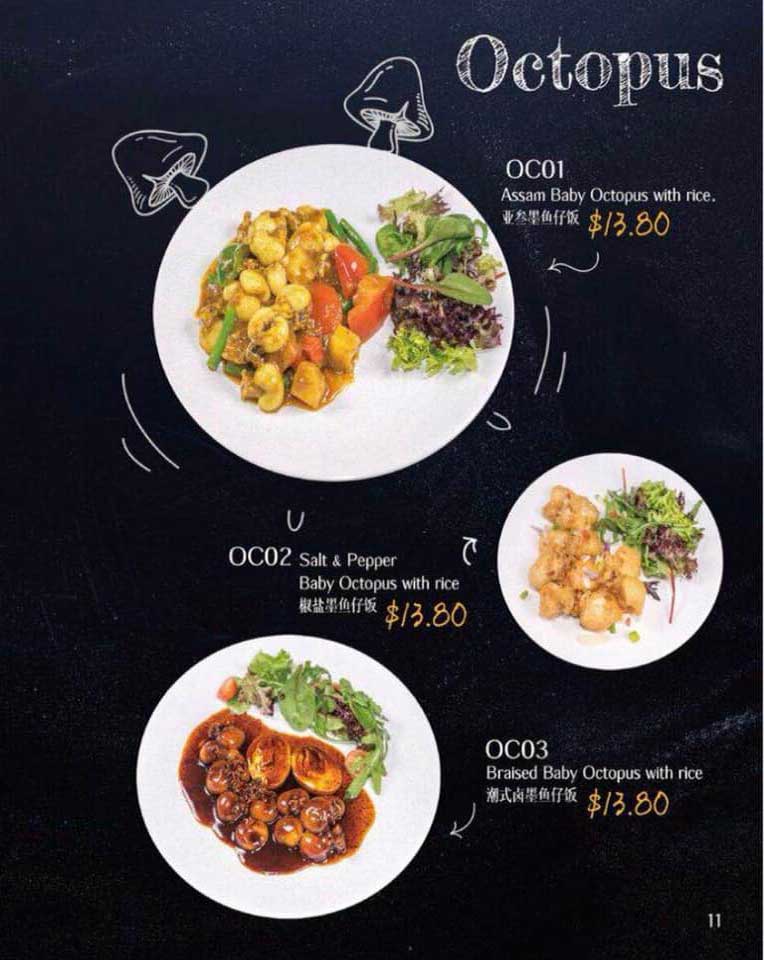 Octopus
OC01
Assam Baby Octopus with rice.
亚叁墨鱼仔饭 $13.80
OC02 Salt & Pepper
Baby Octopus with rice
椒盐墨鱼仔饭 $13.80
OC03
Braised Baby Octopus with rice
潮式卤墨鱼仔饭 $13.80
11